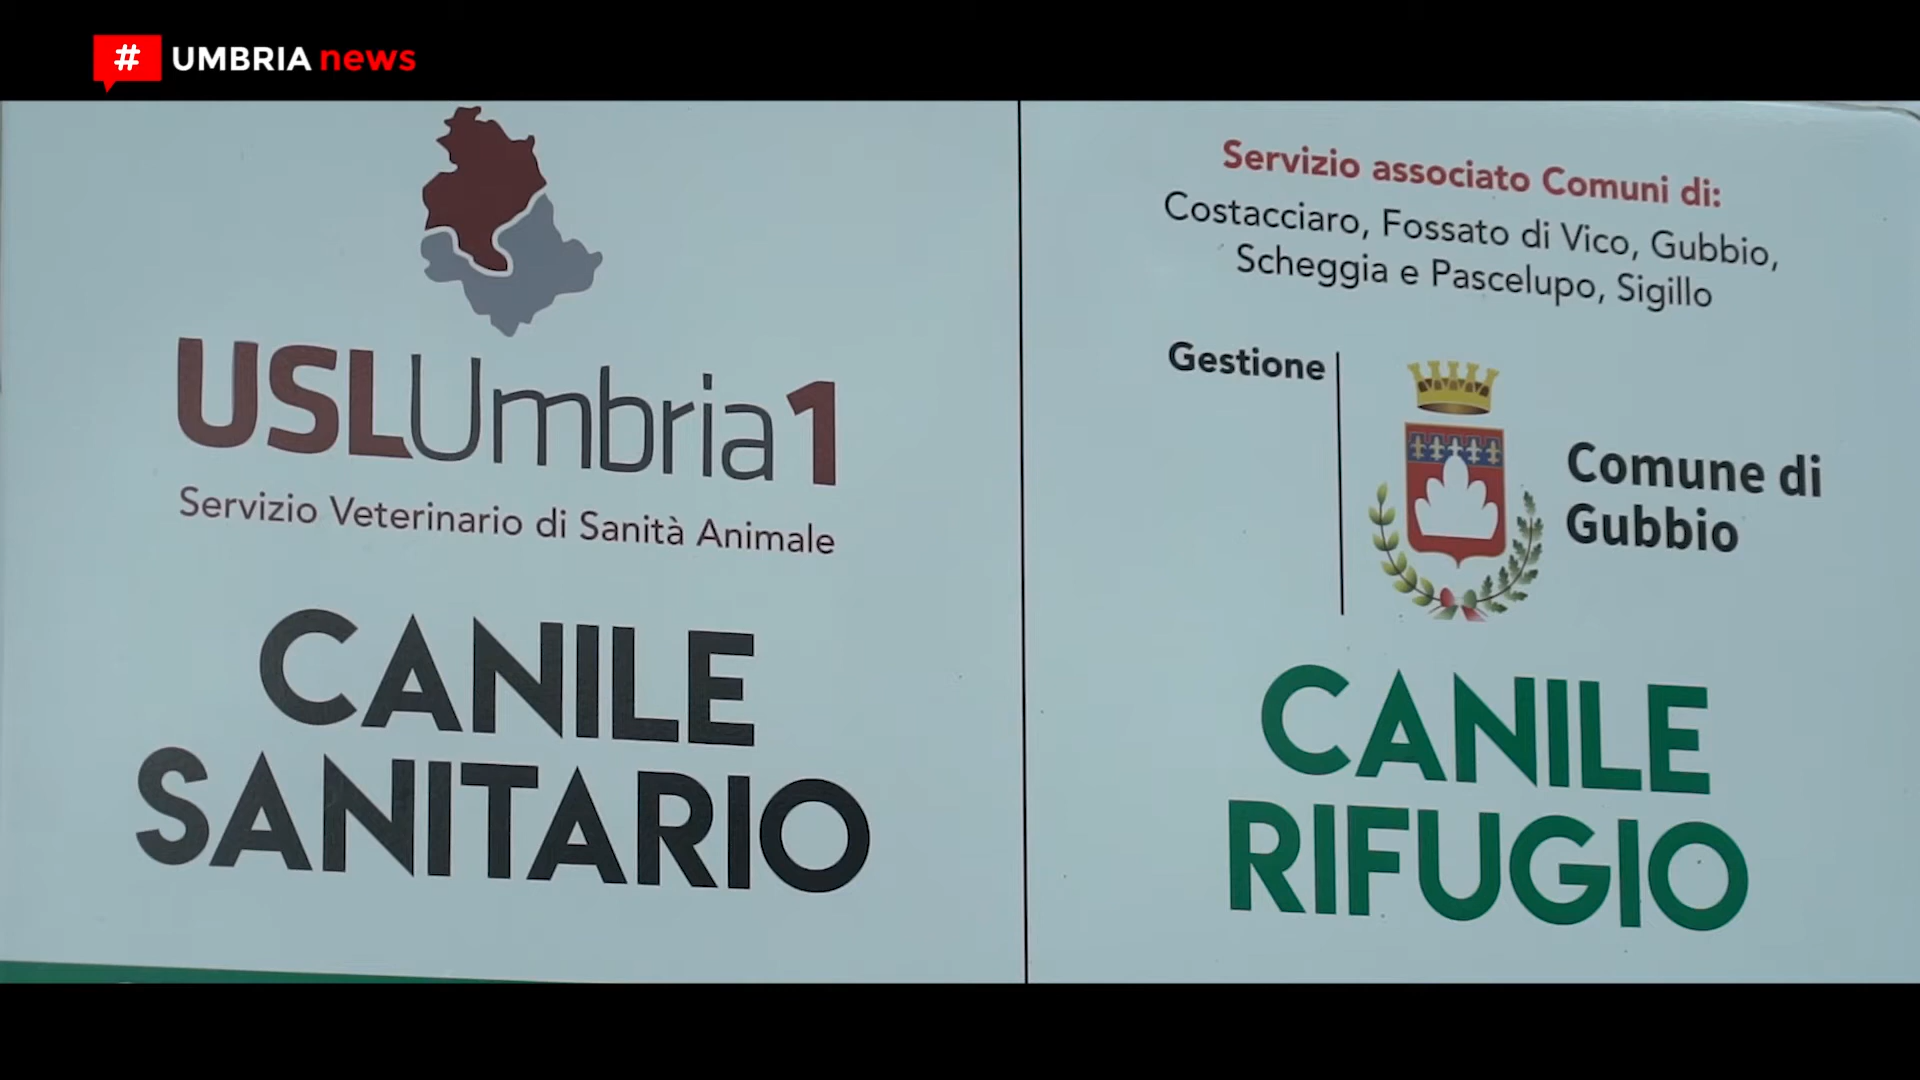 # UMBRIA news
USLUmbria1
Servizio Veterinario di Sanità Animale
CANILE
SANITARIO
Servizio associato Comuni di:
Costacciaro, Fossato di Vico, Gubbio,
Scheggia e Pascelupo, Sigillo
Gestione
Comune di
Gubbio
CANILE
RIFUGIO